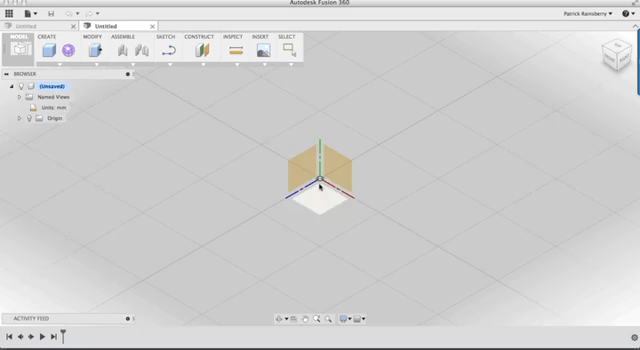 Autodesk Fusion 360
Patrick Rainsberry
Untitled
Untitled
MODEL
CREATE
MODIFY
ASSEMBLE
SKETCH
CONSTRUCT
INSPECT
INSERT
SELECT
BROWSER
(Unsaved)
Named Views
Units: mm
Origin
ACTIVITY FEED